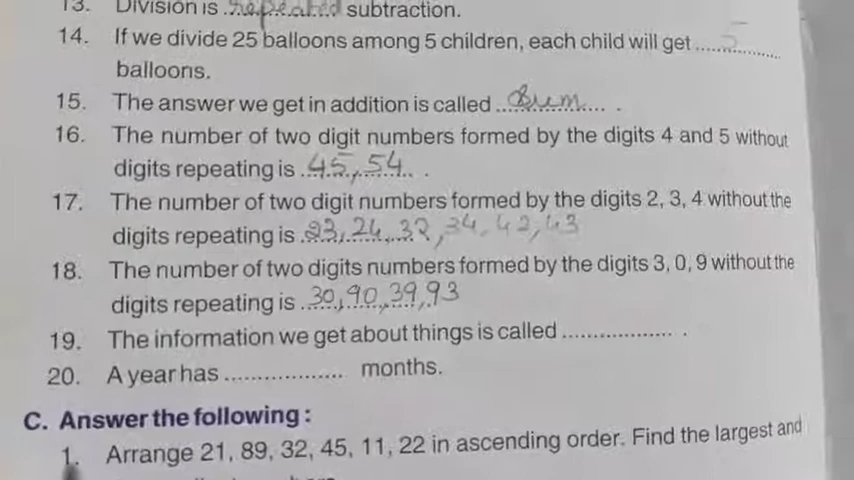 13. Division is repeated subtraction.
14. If we divide 25 balloons among 5 children, each child will get ....5....
balloons.
15. The answer we get in addition is called ...Sum... .
16. The number of two digit numbers formed by the digits 4 and 5 without
digits repeating is .45, 54. .
17. The number of two digit numbers formed by the digits 2, 3, 4 without the
digits repeating is .23, 24, 32, 34, 42, 43
18. The number of two digits numbers formed by the digits 3, 0, 9 without the
digits repeating is .30, 90, 39, 93
19. The information we get about things is called .................. .
20. A year has .................. months.
C. Answer the following :
1. Arrange 21, 89, 32, 45, 11, 22 in ascending order. Find the largest and